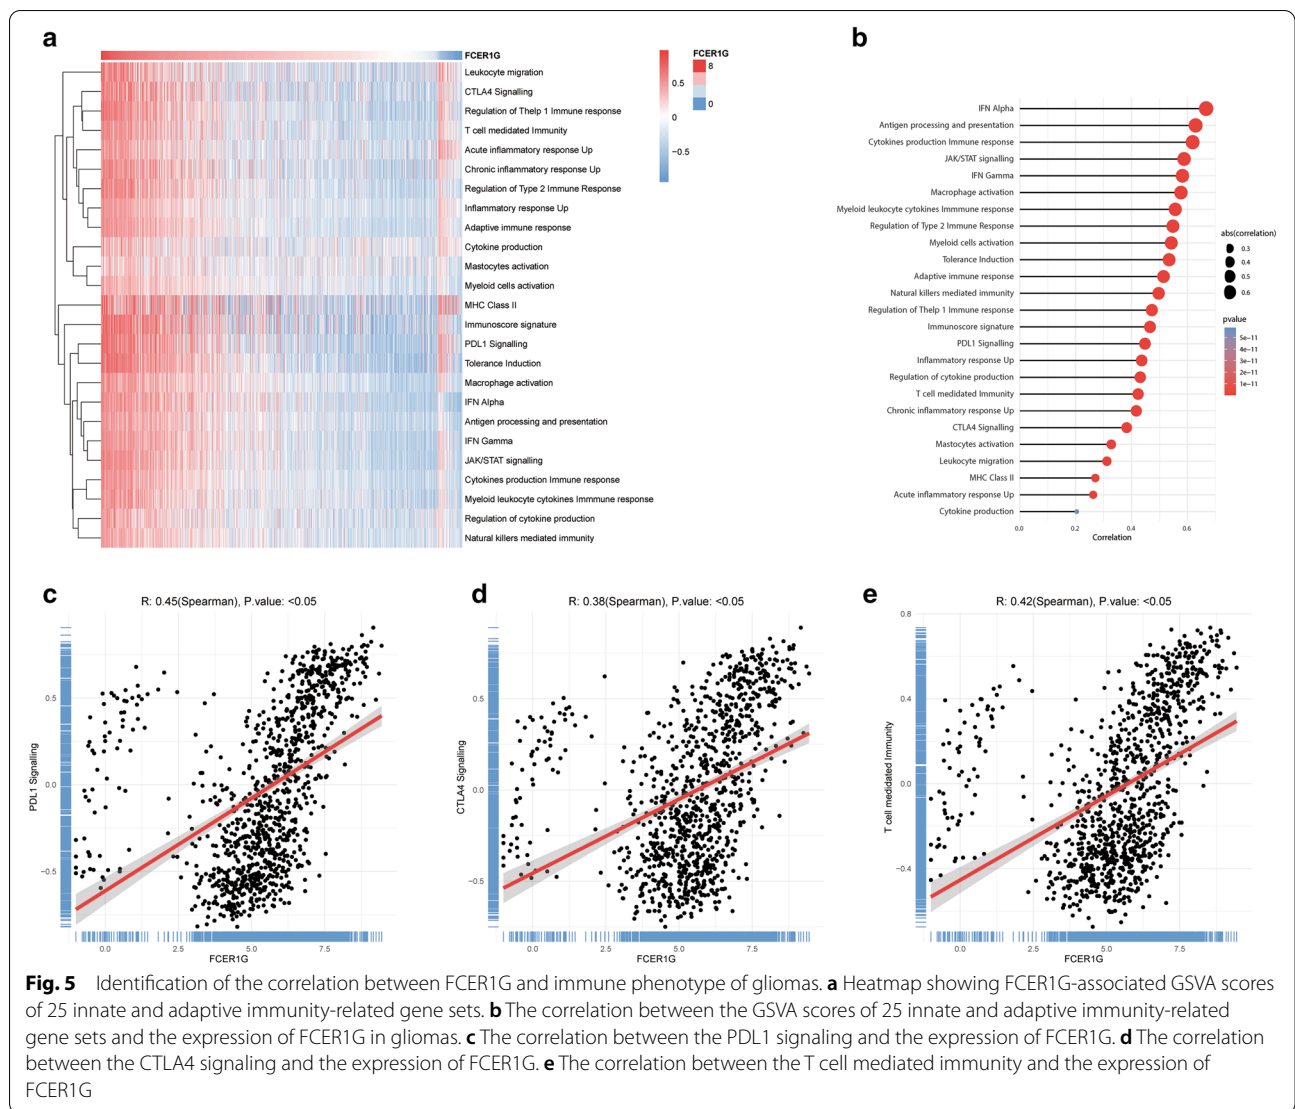 a
FCER1G
Leukocyte migration
CTLA4 Signalling
Regulation of Thelp 1 Immune response
T cell medidated Immunity
Acute inflammatory response Up
Chronic inflammatory response Up
Regulation of Type 2 Immune Response
Inflammatory response Up
Adaptive immune response
Cytokine production
Mastocytes activation
Myeloid cells activation
MHC Class II
Immunoscore signature
PDL1 Signalling
Tolerance Induction
Macrophage activation
IFN Alpha
Antigen processing and presentation
IFN Gamma
JAK/STAT signalling
Cytokines production Immune response
Myeloid leukocyte cytokines Immmune response
Regulation of cytokine production
Natural killers mediated immunity
0.5
0
−0.5
FCER1G
8
0
b
IFN Alpha
Antigen processing and presentation
Cytokines production Immune response
JAK/STAT signalling
IFN Gamma
Macrophage activation
Myeloid leukocyte cytokines Immmune response
Regulation of Type 2 Immune Response
Myeloid cells activation
Tolerance Induction
Adaptive immune response
Natural killers mediated immunity
Regulation of Thelp 1 Immune response
Immunoscore signature
PDL1 Signalling
Inflammatory response Up
Regulation of cytokine production
T cell medidated Immunity
Chronic inflammatory response Up
CTLA4 Signalling
Mastocytes activation
Leukocyte migration
MHC Class II
Acute inflammatory response Up
Cytokine production
0.0 0.2 0.4 0.6
Correlation
abs(correlation)
0.3
0.4
0.5
0.6
pvalue
5e−11
4e−11
3e−11
2e−11
1e−11
c
R: 0.45(Spearman), P.value: <0.05
PDL1 Signalling
0.5
0.0
−0.5
0.0 2.5 5.0 7.5
FCER1G
d
R: 0.38(Spearman), P.value: <0.05
CTLA4 Signalling
0.5
0.0
−0.5
0.0 2.5 5.0 7.5
FCER1G
e
R: 0.42(Spearman), P.value: <0.05
T cell medidated Immunity
0.8
0.4
0.0
−0.4
0.0 2.5 5.0 7.5
FCER1G
Fig. 5 Identification of the correlation between FCER1G and immune phenotype of gliomas. a Heatmap showing FCER1G-associated GSVA scores
of 25 innate and adaptive immunity-related gene sets. b The correlation between the GSVA scores of 25 innate and adaptive immunity-related
gene sets and the expression of FCER1G in gliomas. c The correlation between the PDL1 signaling and the expression of FCER1G. d The correlation
between the CTLA4 signaling and the expression of FCER1G. e The correlation between the T cell mediated immunity and the expression of
FCER1G